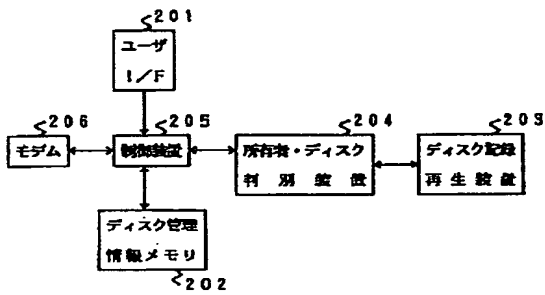 201
ユーザ
I/F
206
205
204
203
モデム
制御装置
所有者・ディスク
判別装置
ディスク記録
再生装置
ディスク管理
情報メモリ
202